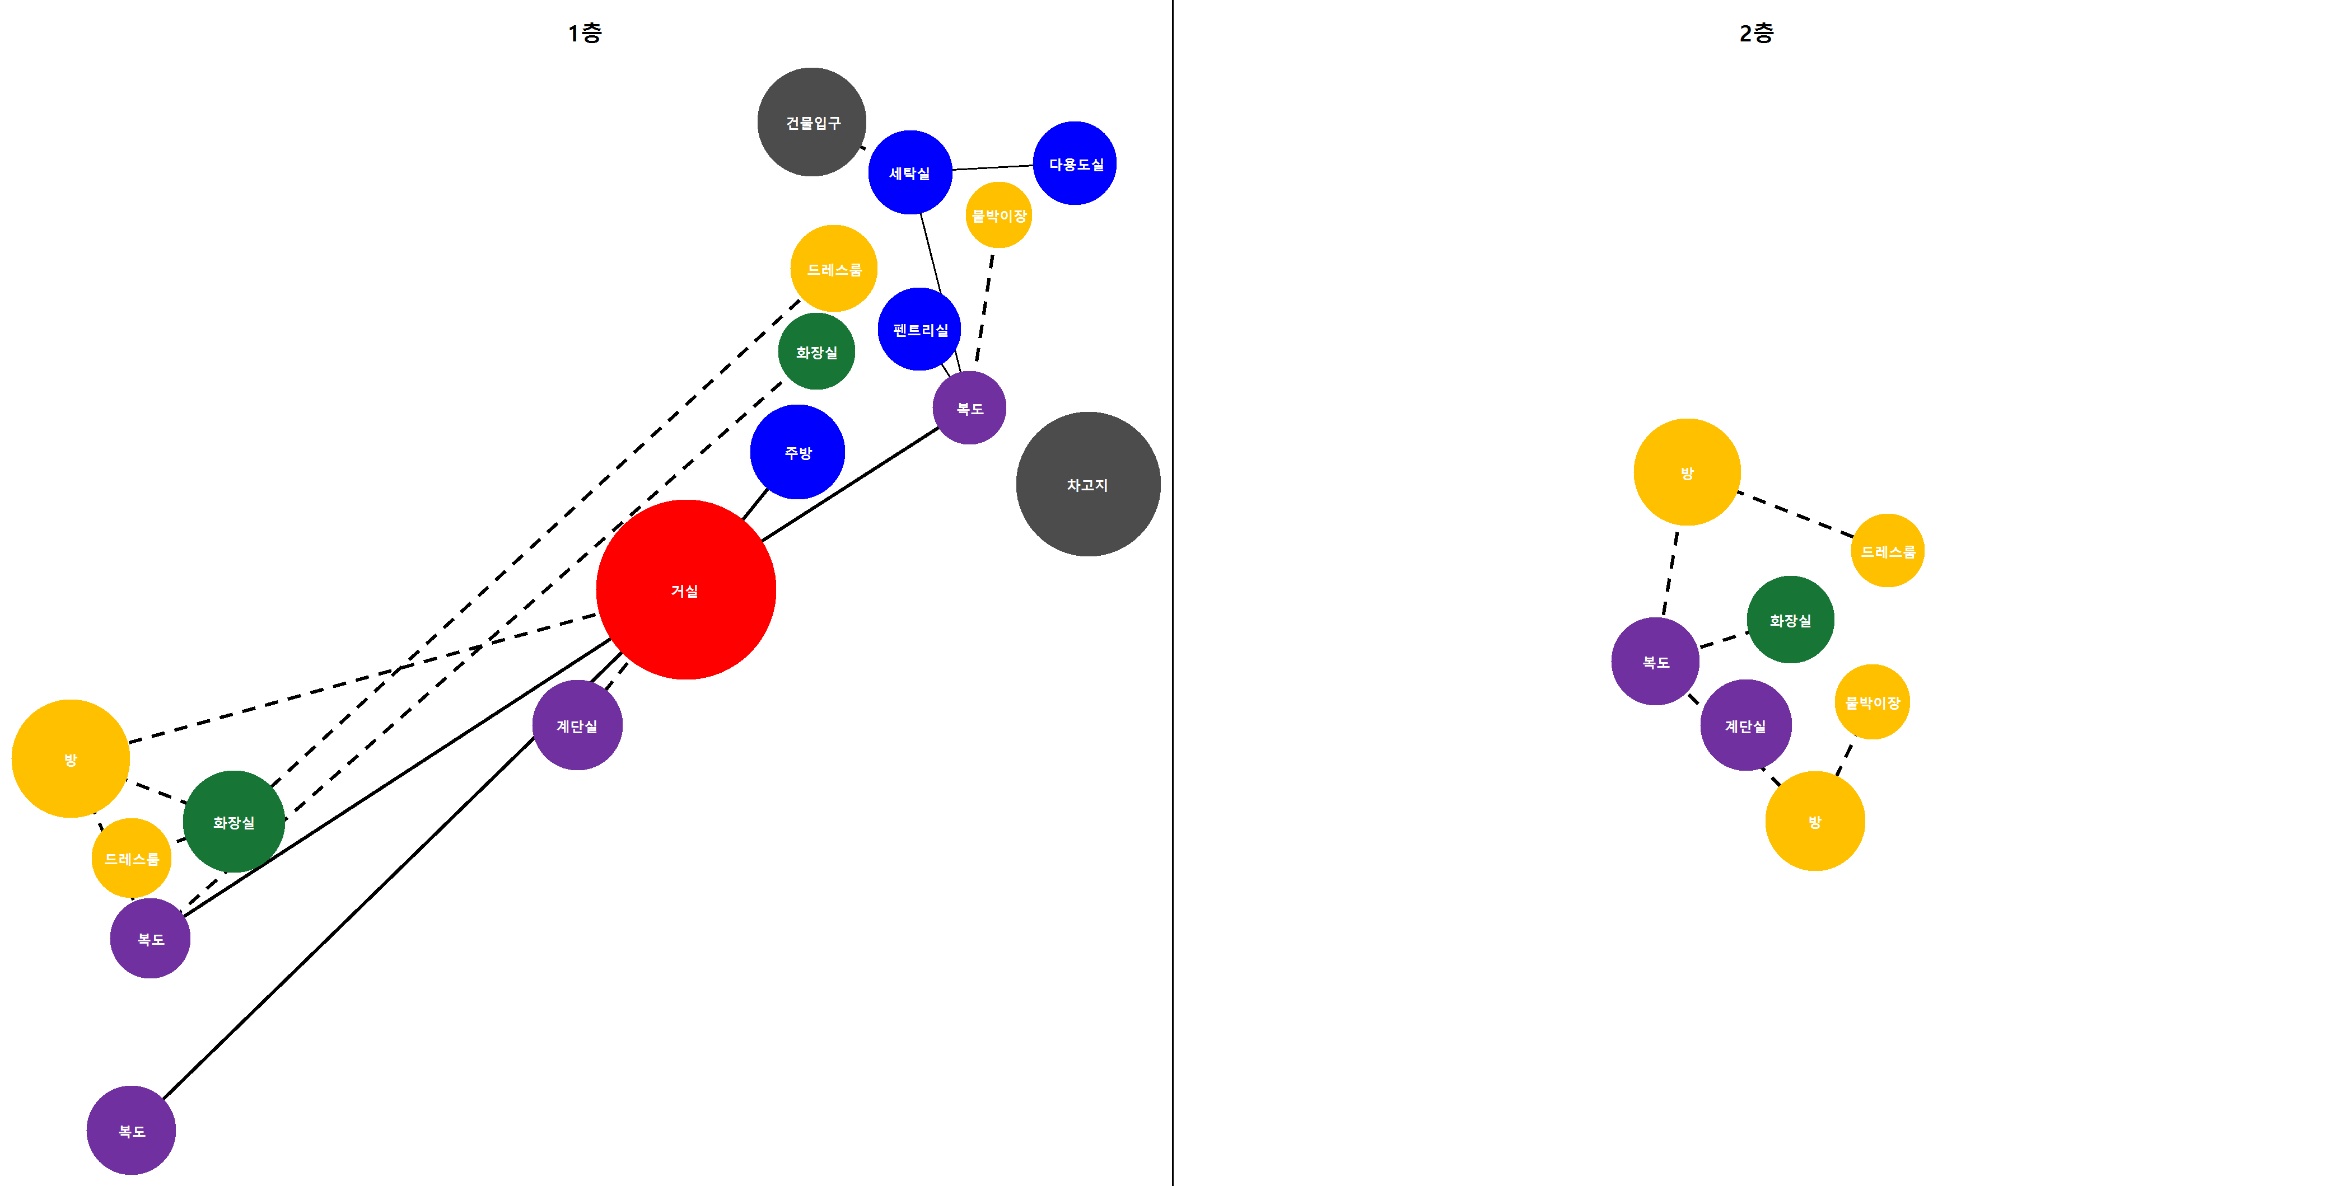 1층
건물입구
세탁실
다용도실
붙박이장
드레스룸
펜트리실
화장실
복도
주방
차고지
거실
계단실
방
화장실
드레스룸
복도
복도
2층
방
드레스룸
화장실
복도
붙박이장
계단실
방